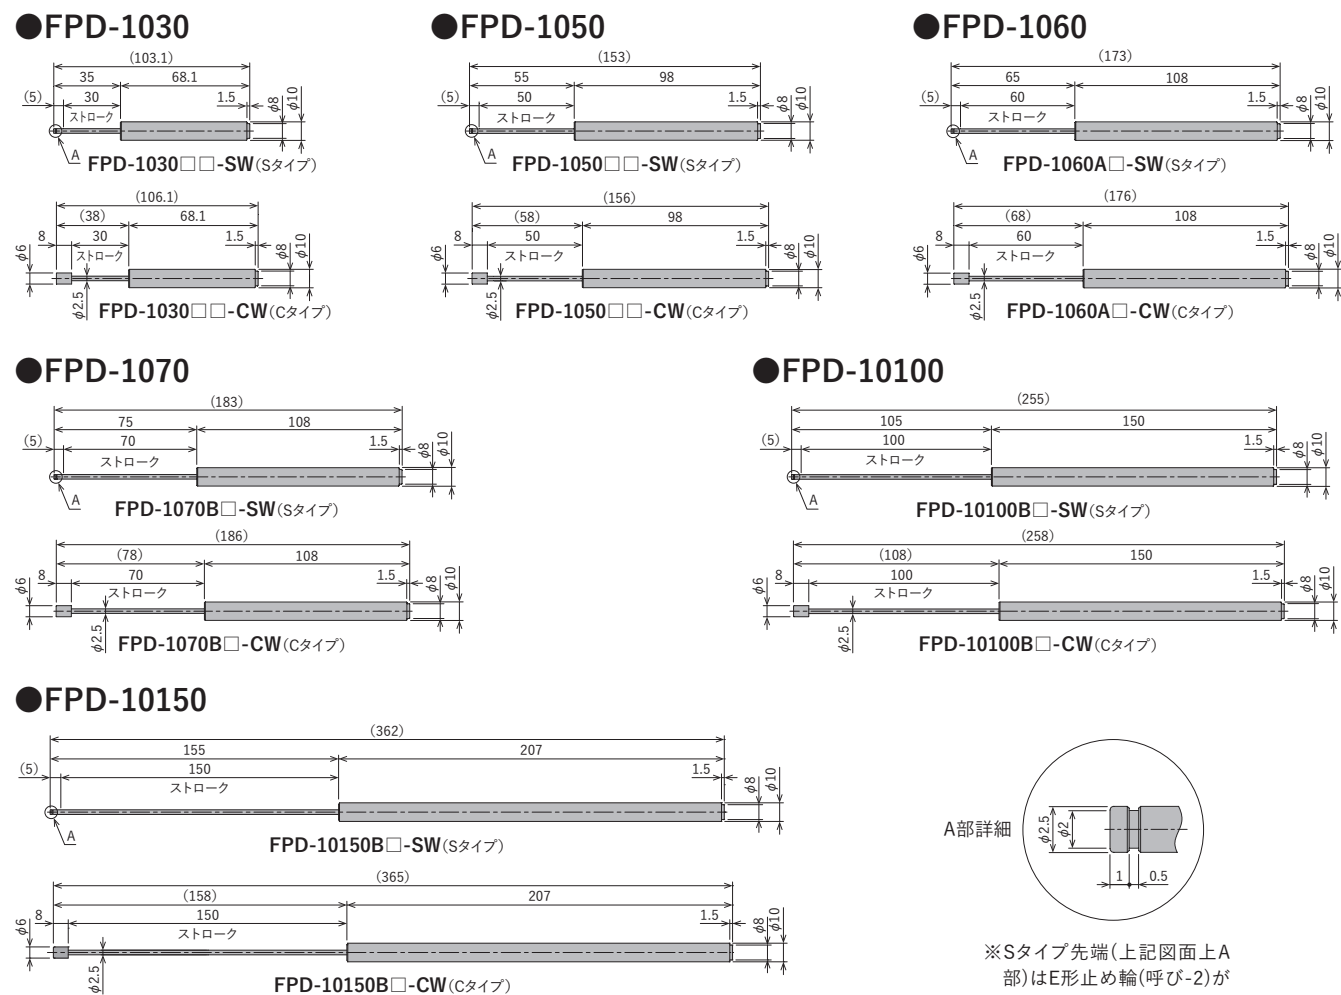 ●FPD-1030
(103.1)
35 68.1
(5) 30 1.5 φ8 φ10
ストローク
A
FPD-1030□□-SW(Sタイプ)
(106.1)
(38) 68.1
8 30 1.5 φ8 φ10
φ6 ストローク
φ2.5
FPD-1030□□-CW(Cタイプ)
●FPD-1050
(153)
55 98
(5) 50 1.5 φ8 φ10
ストローク
A
FPD-1050□□-SW(Sタイプ)
(156)
(58) 98
8 50 1.5 φ8 φ10
φ6 ストローク
φ2.5
FPD-1050□□-CW(Cタイプ)
●FPD-1060
(173)
65 108
(5) 60 1.5 φ8 φ10
ストローク
A
FPD-1060A□-SW(Sタイプ)
(176)
(68) 108
8 60 1.5 φ8 φ10
φ6 ストローク
φ2.5
FPD-1060A□-CW(Cタイプ)
●FPD-1070
(183)
75 108
(5) 70 1.5 φ8 φ10
ストローク
A
FPD-1070B□-SW(Sタイプ)
(186)
(78) 108
8 70 1.5 φ8 φ10
φ6 ストローク
φ2.5
FPD-1070B□-CW(Cタイプ)
●FPD-10100
(255)
105 150
(5) 100 1.5 φ8 φ10
ストローク
A
FPD-10100B□-SW(Sタイプ)
(258)
(108) 150
8 100 1.5 φ8 φ10
φ6 ストローク
φ2.5
FPD-10100B□-CW(Cタイプ)
●FPD-10150
(362)
155 207
(5) 150 1.5 φ8 φ10
ストローク
A
FPD-10150B□-SW(Sタイプ)
(365)
(158) 207
8 150 1.5 φ8 φ10
φ6 ストローク
φ2.5
FPD-10150B□-CW(Cタイプ)
A部詳細 φ2.5 φ2
1 0.5
※Sタイプ先端(上記図面上A
部)はE形止め輪(呼び-2)が